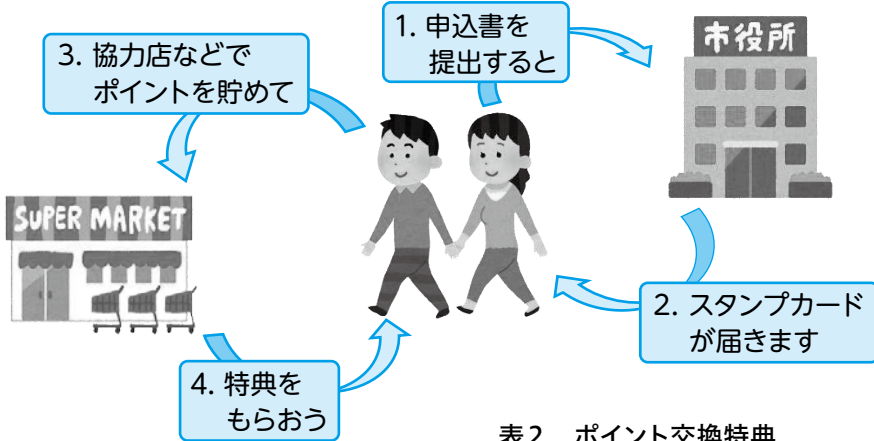 1. 申込書を
提出すると
市役所
3. 協力店などで
ポイントを貯めて
SUPER MARKET
2. スタンプカード
が届きます
4. 特典を
もらおう
表2 ポイント交換特典